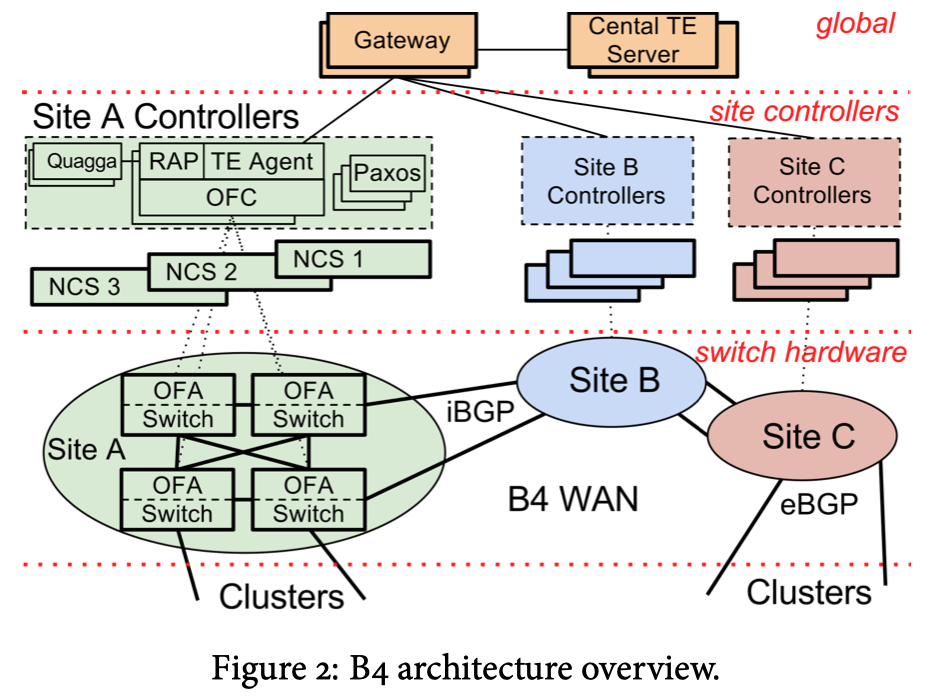 global
Gateway
Cental TE
Server
site controllers
Site A Controllers
Quagga
RAP
TE Agent
OFC
Paxos
Site B
Controllers
Site C
Controllers
NCS 1
NCS 2
NCS 3
switch hardware
OFA
Switch
OFA
Switch
Site A
OFA
Switch
OFA
Switch
iBGP
Site B
Site C
B4 WAN
eBGP
Clusters
Clusters
Figure 2: B4 architecture overview.